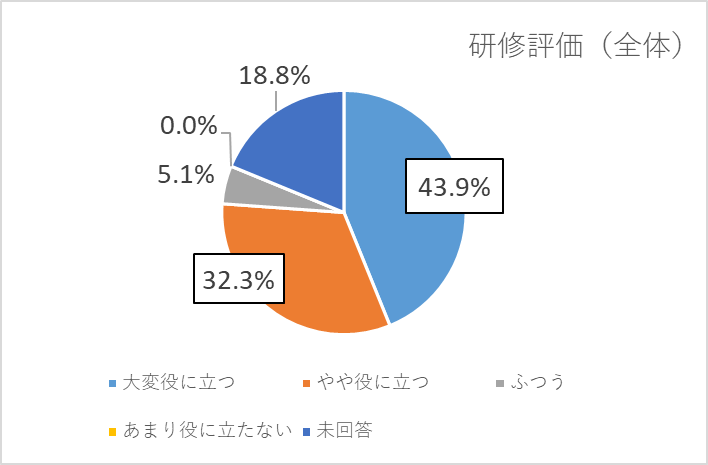 研修評価（全体）
18.8%
0.0%
5.1%
43.9%
32.3%
大変役に立つ やや役に立つ ふつう
あまり役に立たない 未回答